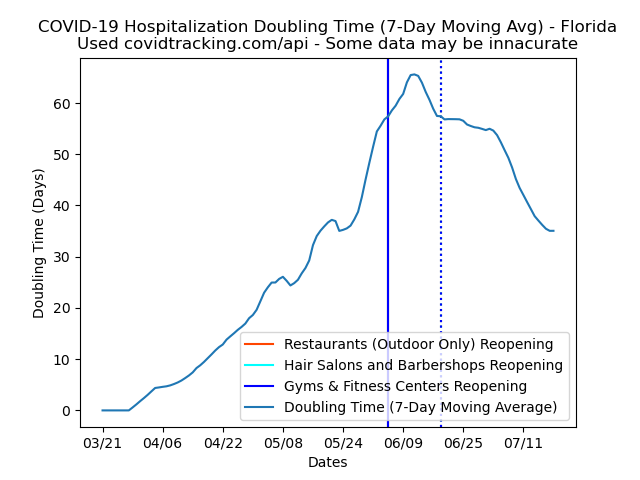 COVID-19 Hospitalization Doubling Time (7-Day Moving Avg) - Florida
Used covidtracking.com/api - Some data may be innacurate
Doubling Time (Days)
60
50
40
30
20
10
0
Restaurants (Outdoor Only) Reopening
Hair Salons and Barbershops Reopening
Gyms & Fitness Centers Reopening
Doubling Time (7-Day Moving Average)
03/21 04/06 04/22 05/08 05/24 06/09 06/25 07/11
Dates